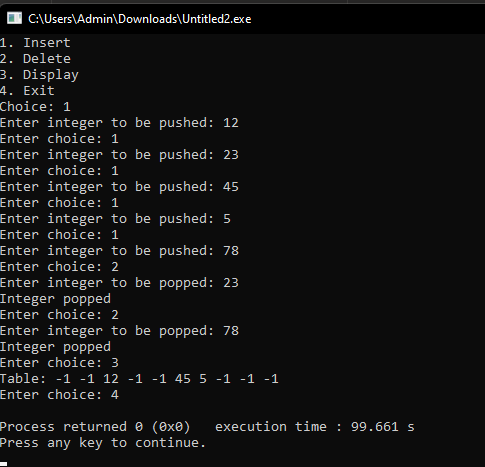 C:\Users\Admin\Downloads\Untitled2.exe
1. Insert
2. Delete
3. Display
4. Exit
Choice: 1
Enter integer to be pushed: 12
Enter choice: 1
Enter integer to be pushed: 23
Enter choice: 1
Enter integer to be pushed: 45
Enter choice: 1
Enter integer to be pushed: 5
Enter choice: 1
Enter integer to be pushed: 78
Enter choice: 2
Enter integer to be popped: 23
Integer popped
Enter choice: 2
Enter integer to be popped: 78
Integer popped
Enter choice: 3
Table: -1 -1 12 -1 -1 45 5 -1 -1 -1
Enter choice: 4
Process returned 0 (0x0)   execution time : 99.661 s
Press any key to continue.